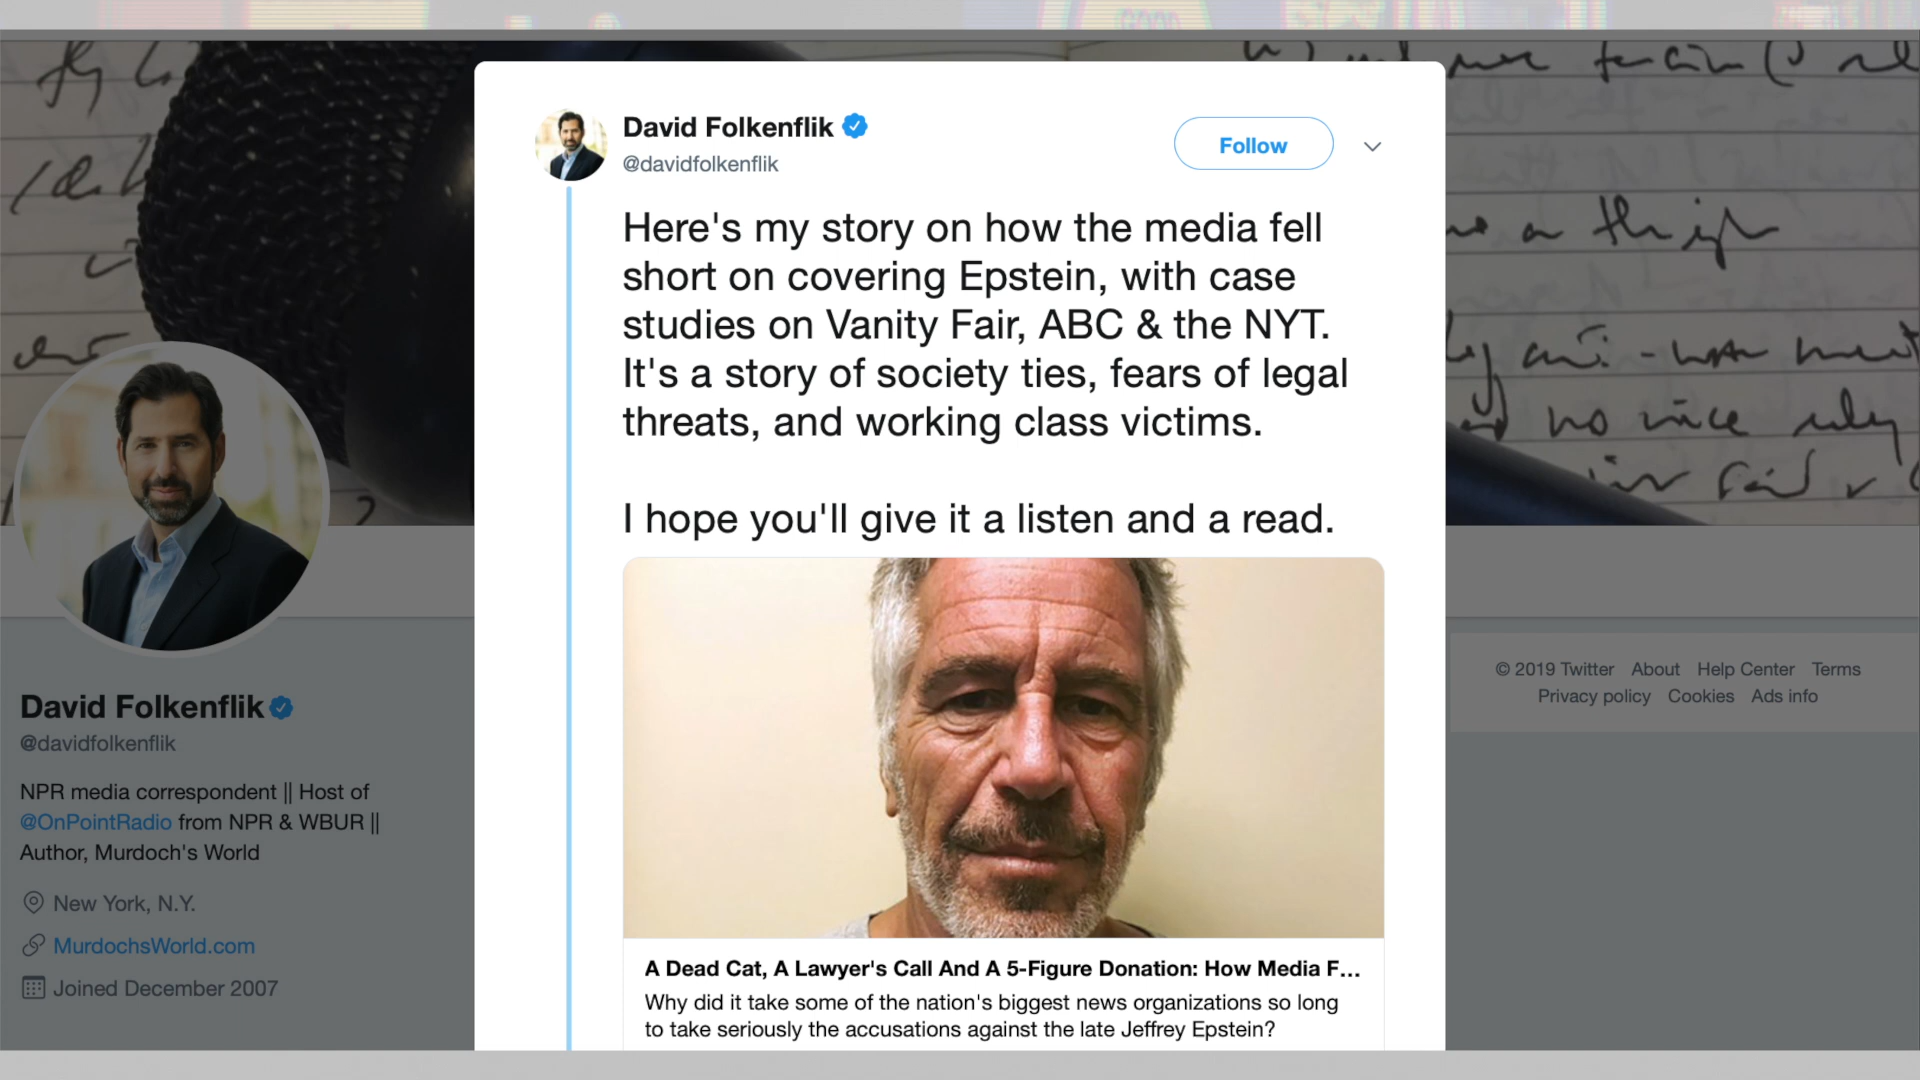 David Folkenflik
@davidfolkenflik
Follow
Here's my story on how the media fell
short on covering Epstein, with case
studies on Vanity Fair, ABC & the NYT.
It's a story of society ties, fears of legal
threats, and working class victims.
I hope you'll give it a listen and a read.
A Dead Cat, A Lawyer's Call And A 5-Figure Donation: How Media F...
Why did it take some of the nation's biggest news organizations so long
to take seriously the accusations against the late Jeffrey Epstein?
David Folkenflik
@davidfolkenflik
NPR media correspondent || Host of
@OnPointRadio from NPR & WBUR ||
Author, Murdoch's World
New York, N.Y.
MurdochsWorld.com
Joined December 2007
© 2019 Twitter About Help Center Terms
Privacy policy Cookies Ads info